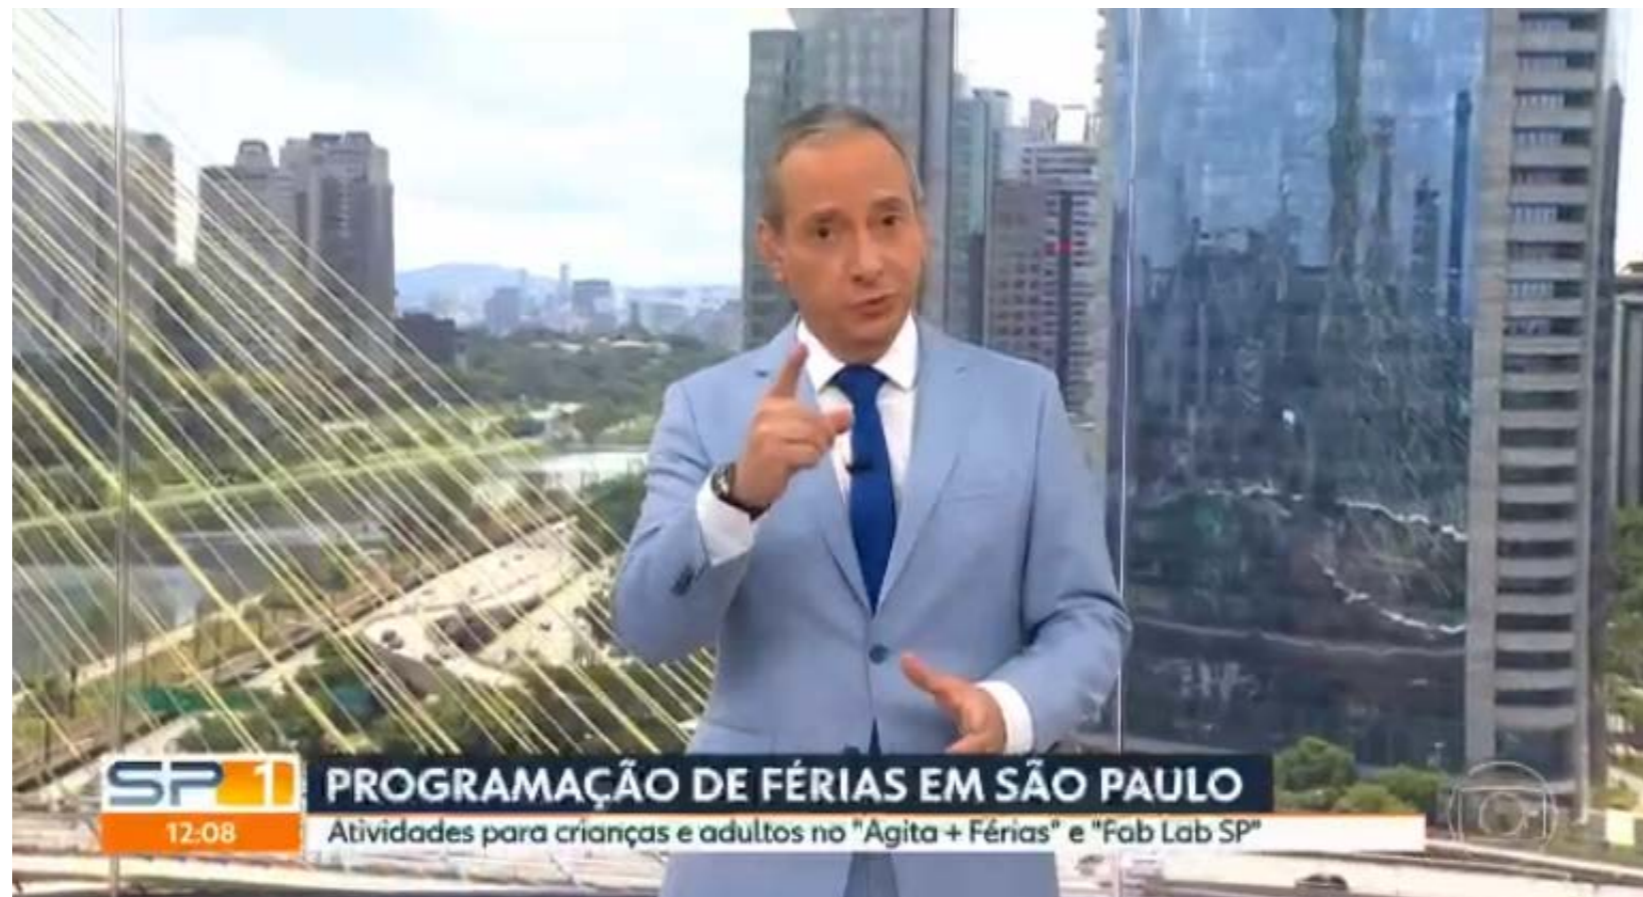 SP1
PROGRAMAÇÃO DE FÉRIAS EM SÃO PAULO
12:08
Atividades para crianças e adultos no "Agita + Férias" e "Fab Lab SP"